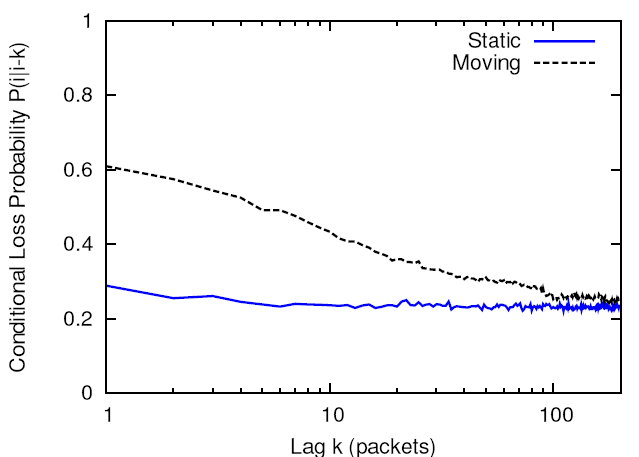 Conditional Loss Probability P(i|i-k)
1
0.8
0.6
0.4
0.2
0
Static
Moving
1 10 100
Lag k (packets)